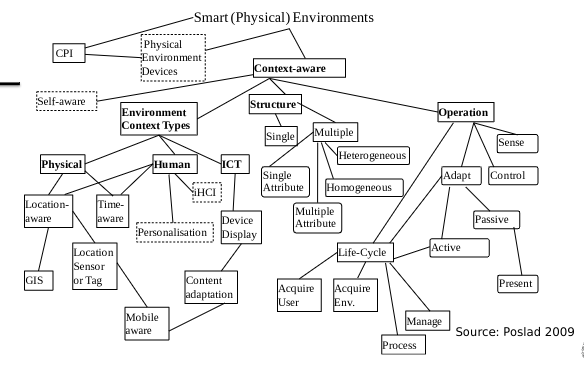 Smart (Physical) Environments
CPI
Physical
Environment
Devices
Context-aware
Self-aware
Environment
Context Types
Structure
Operation
Single
Multiple
Sense
Heterogeneous
Physical
Human
ICT
Single
Attribute
Homogenous
Adapt
Control
iHCI
Location-
aware
Time-
aware
Multiple
Attribute
Passive
Personalisation
Device
Display
Active
Life-Cycle
Location
Sensor
or Tag
GIS
Content
adaptation
Acquire
User
Acquire
Env.
Present
Mobile
aware
Manage
Source: Poslad 2009
Process